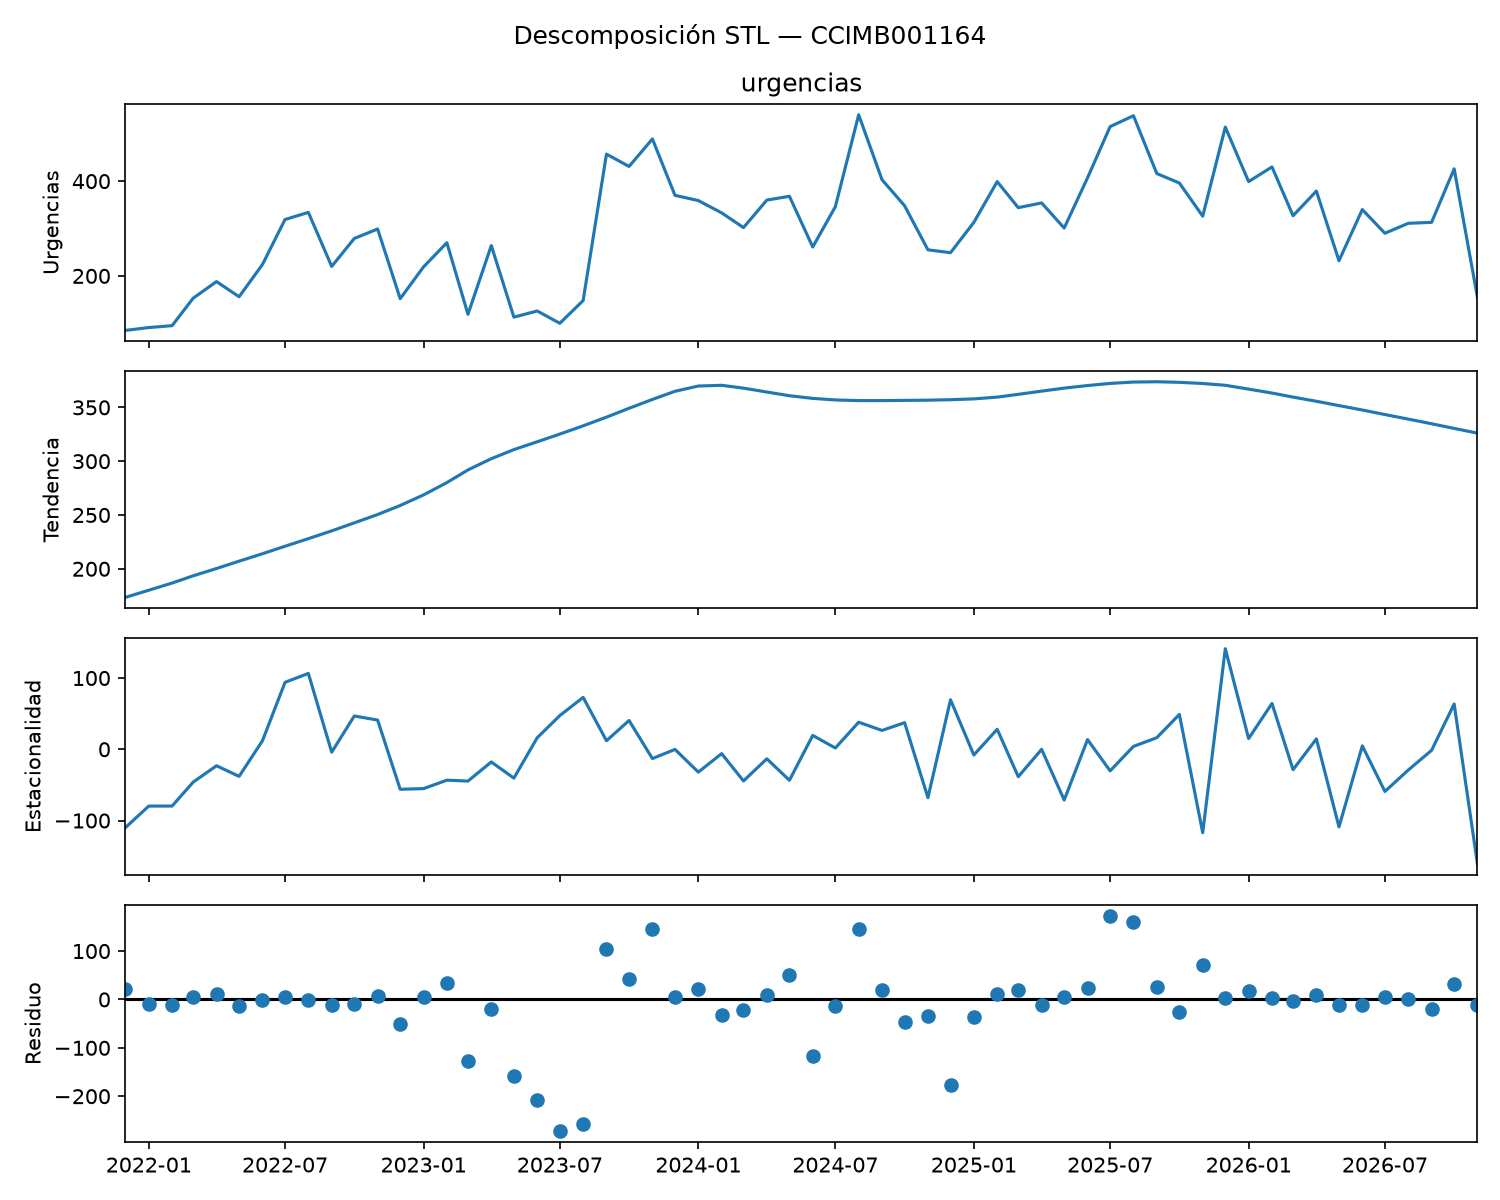 Descomposición STL — CCIMB001164
urgencias
Urgencias
400
200
Tendencia
350
300
250
200
Estacionalidad
100
0
−100
Residuo
100
0
−100
−200
2022-01 2022-07 2023-01 2023-07 2024-01 2024-07 2025-01 2025-07 2026-01 2026-07